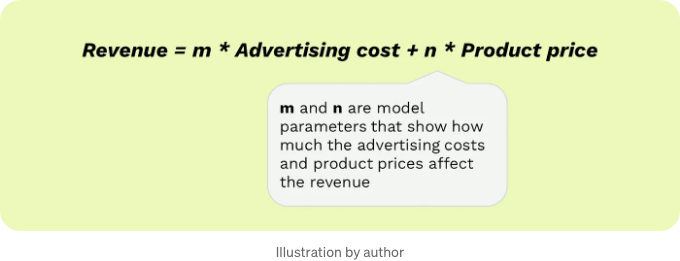 Revenue = m * Advertising cost + n * Product price
m and n are model
parameters that show how
much the advertising costs
and product prices affect
the revenue
Illustration by author